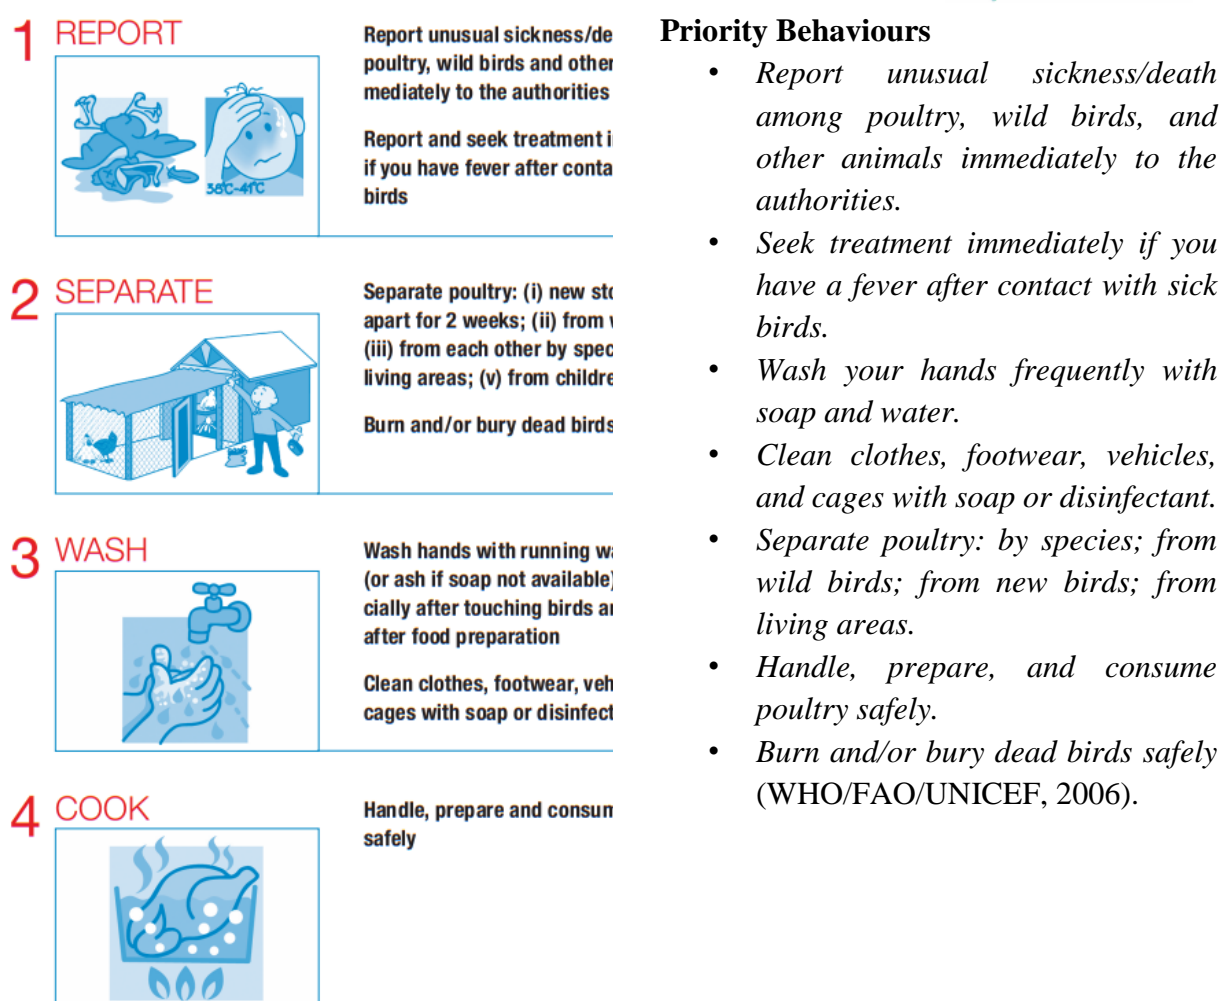 1 REPORT
Report unusual sickness/de
poultry, wild birds and other
mediately to the authorities
Report and seek treatment
if you have fever after conta
birds
38°C-41°C
2 SEPARATE
Separate poultry: (i) new sto
apart for 2 weeks; (ii) from
(iii) from each other by spec
living areas; (v) from childre
Burn and/or bury dead birds
3 WASH
Wash hands with running wa
(or ash if soap not available)
cially after touching birds a
after food preparation
Clean clothes, footwear, veh
cages with soap or disinfect
4 COOK
Handle, prepare and consum
safely
Priority Behaviours
• Report unusual sickness/death
among poultry, wild birds, and
other animals immediately to the
authorities.
• Seek treatment immediately if you
have a fever after contact with sick
birds.
• Wash your hands frequently with
soap and water.
• Clean clothes, footwear, vehicles,
and cages with soap or disinfectant.
• Separate poultry: by species; from
wild birds; from new birds; from
living areas.
• Handle, prepare, and consume
poultry safely.
• Burn and/or bury dead birds safely
(WHO/FAO/UNICEF, 2006).